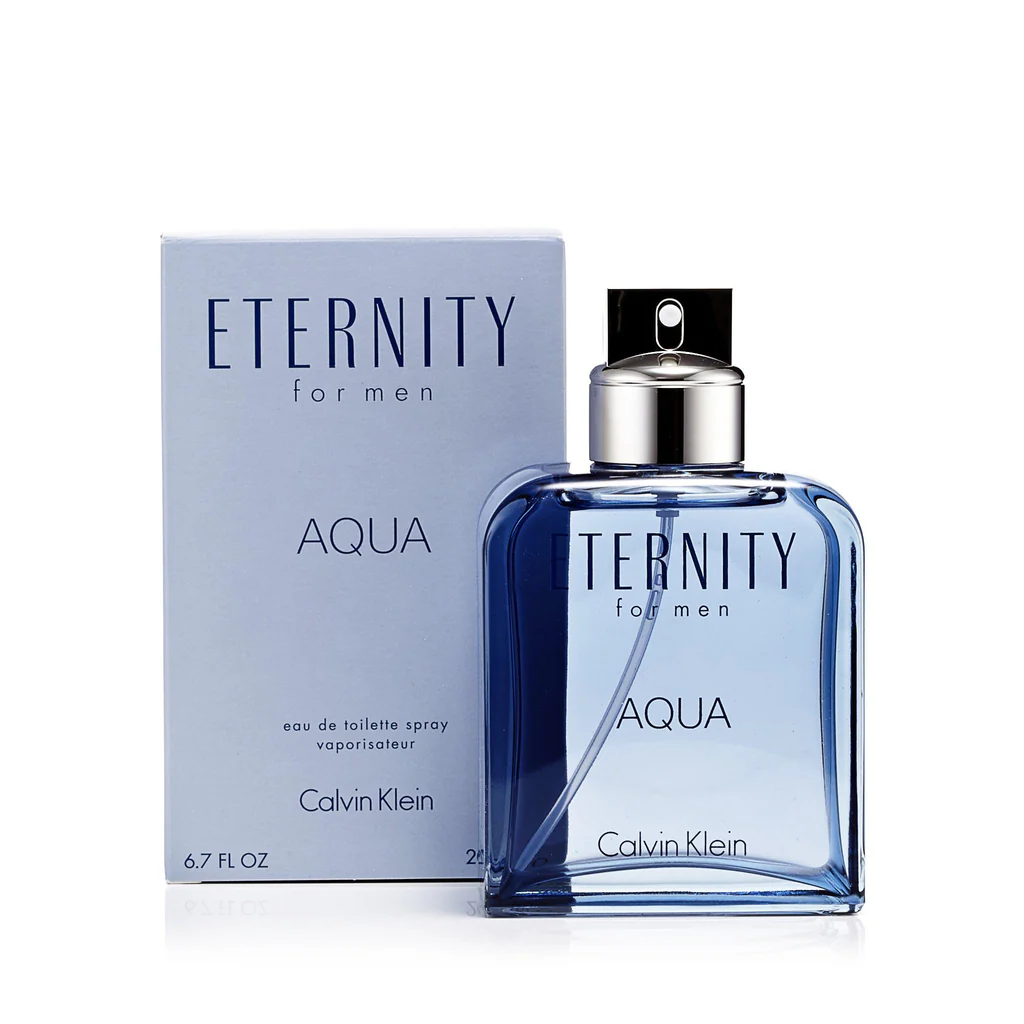 ETERNITY
for men
AQUA
eau de toilette spray
vaporisateur
Calvin Klein
6.7 FL OZ
ETERNITY
for men
AQUA
Calvin Klein